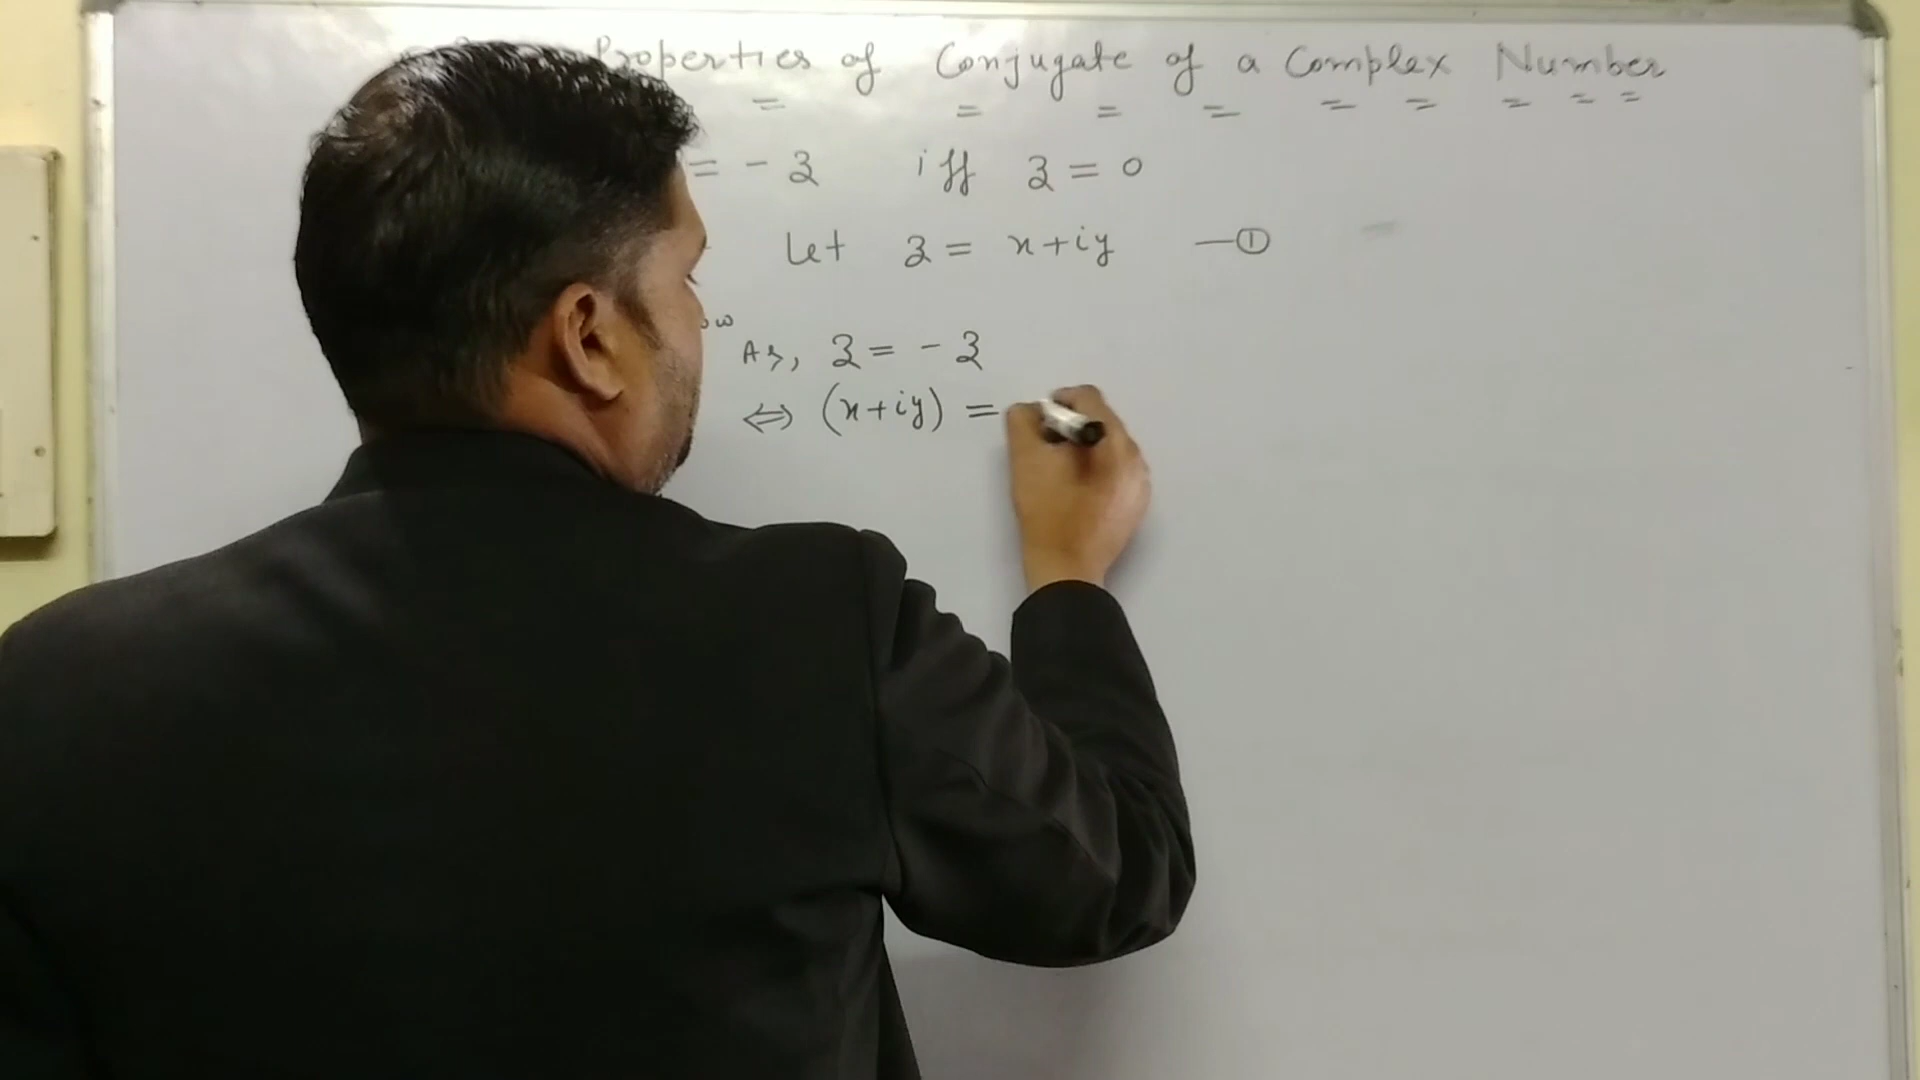 Properties of Conjugate of a Complex Number
= - z iff z = 0
Let z = x+iy —①
As, z = - z
⇔ (x+iy) =